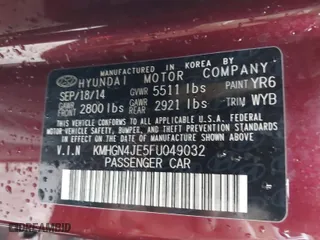 MANUFACTURED IN KOREA BY
HYUNDAI MOTOR COMPANY
SEP/18/14 GVWR 5511 lbs PAINT YR6
GAWR FRONT 2800 lbs GAWR REAR 2921 lbs TRIM WYB
THIS VEHICLE CONFORMS TO ALL APPLICABLE
FEDERAL MOTOR VEHICLE SAFETY, BUMPER,
AND THEFT PREVENTION STANDARDS IN EFFECT
ON THE DATE OF MANUFACTURE SHOWN ABOVE.
V.I.N KMHGN4JE5FU049032
PASSENGER CAR
© IDREAMBID